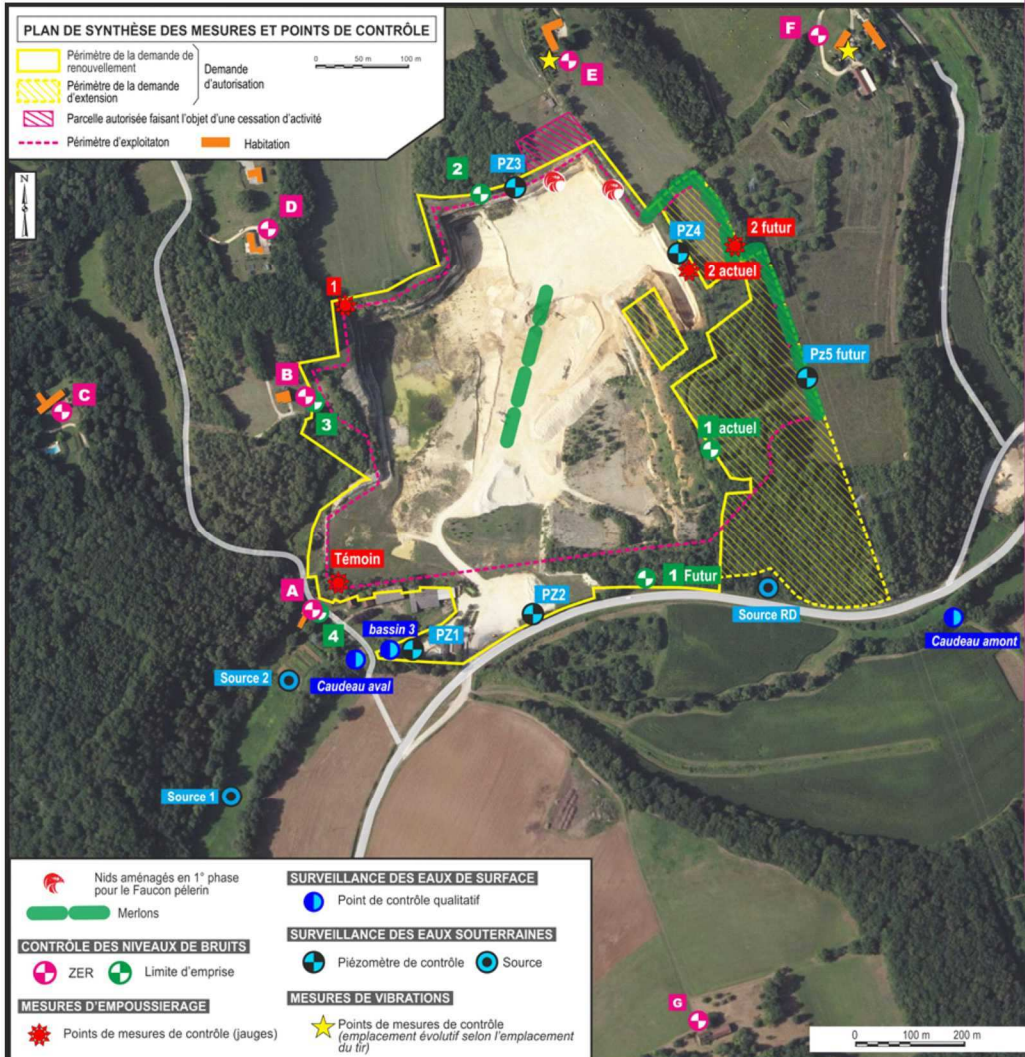 PLAN DE SYNTHÈSE DES MESURES ET POINTS DE CONTRÔLE
Périmètre de la demande de
renouvellement
Périmètre de la demande
d'extension
Demande
d'autorisation
0 50 m 100 m
Parcelle autorisée faisant l'objet d'une cessation d'activité
Périmètre d'exploitaton
Habitation
N
F
E
2
PZ3
D
PZ4
2 futur
2 actuel
1
Pz5 futur
B
C
3
1 actuel
Témoin
1 Futur
A
PZ2
Source RD
4
bassin 3
PZ1
Caudeau amont
Source 2
Caudeau aval
Source 1
Nids aménagés en 1° phase
pour le Faucon pélerin
Merlons
CONTRÔLE DES NIVEAUX DE BRUITS
ZER
Limite d'emprise
MESURES D'EMPOUSSIERAGE
Points de mesures de contrôle (jauges)
SURVEILLANCE DES EAUX DE SURFACE
Point de contrôle qualitatif
SURVEILLANCE DES EAUX SOUTERRAINES
Piézomètre de contrôle
Source
MESURES DE VIBRATIONS
Points de mesures de contrôle
(emplacement évolutif selon l'emplacement
du tir)
G
0 100 m 200 m